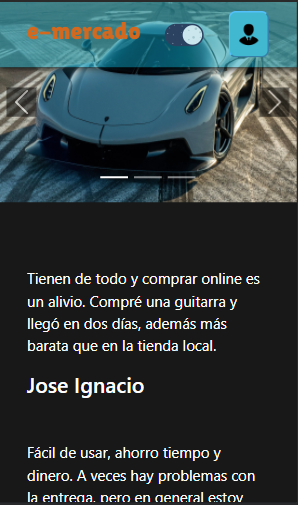 e-mercado
Tienen de todo y comprar online es
un alivio. Compré una guitarra y
llegó en dos días, además más
barata que en la tienda local.
Jose Ignacio
Fácil de usar, ahorro tiempo y
dinero. A veces hay problemas con
la entrega, pero en general estoy